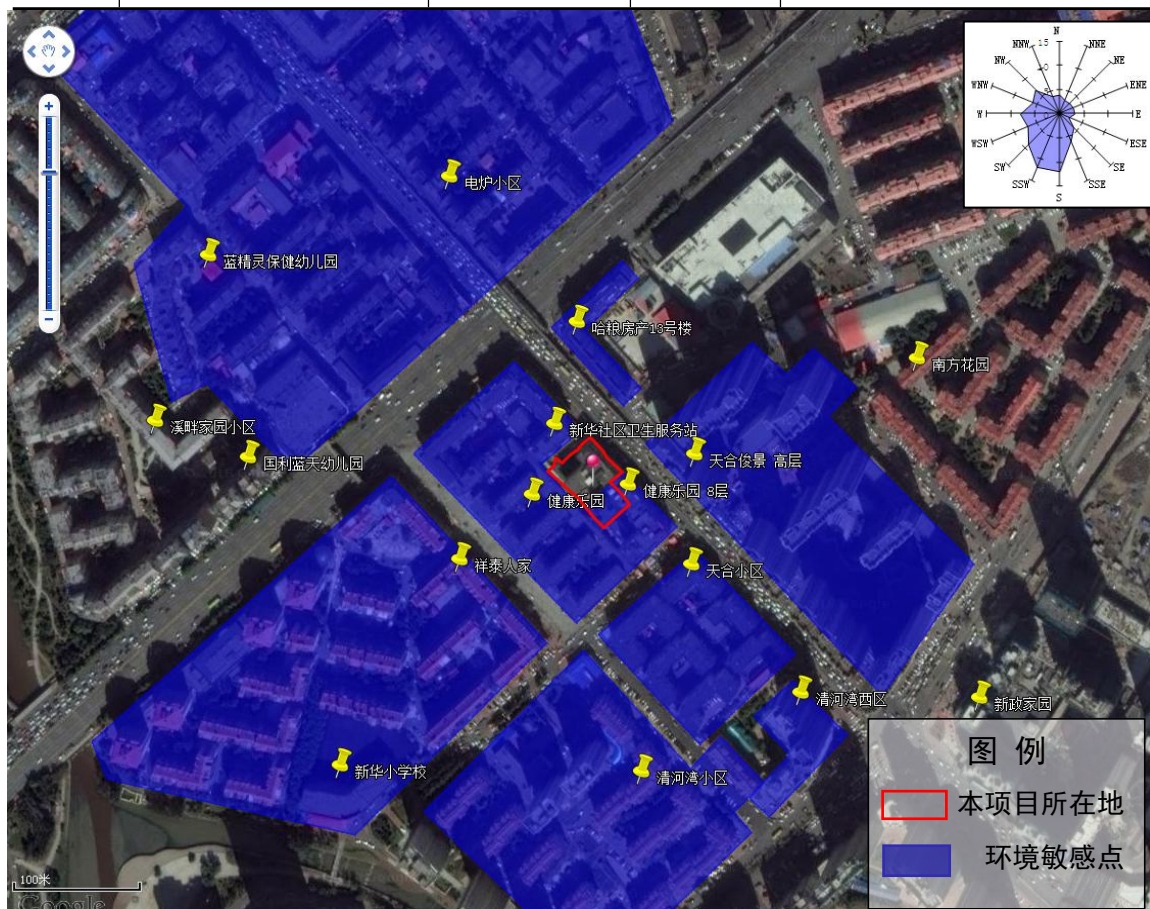 N
NNW
NNE
15
NW
NE
10
WNW
ENE
5
W
0
E
WSW
ESE
SW
SE
SSW
SSE
S
电炉小区
蓝精灵保健幼儿园
哈粮房产13号楼
南方花园
溪畔家园小区
新华社区卫生服务站
国利蓝天幼儿园
天合俊景 高层
健康乐园
健康乐园 8层
祥泰人家
天合小区
清河湾西区
新政家园
新华小学校
清河湾小区
图 例
本项目所在地
环境敏感点
100米
Google